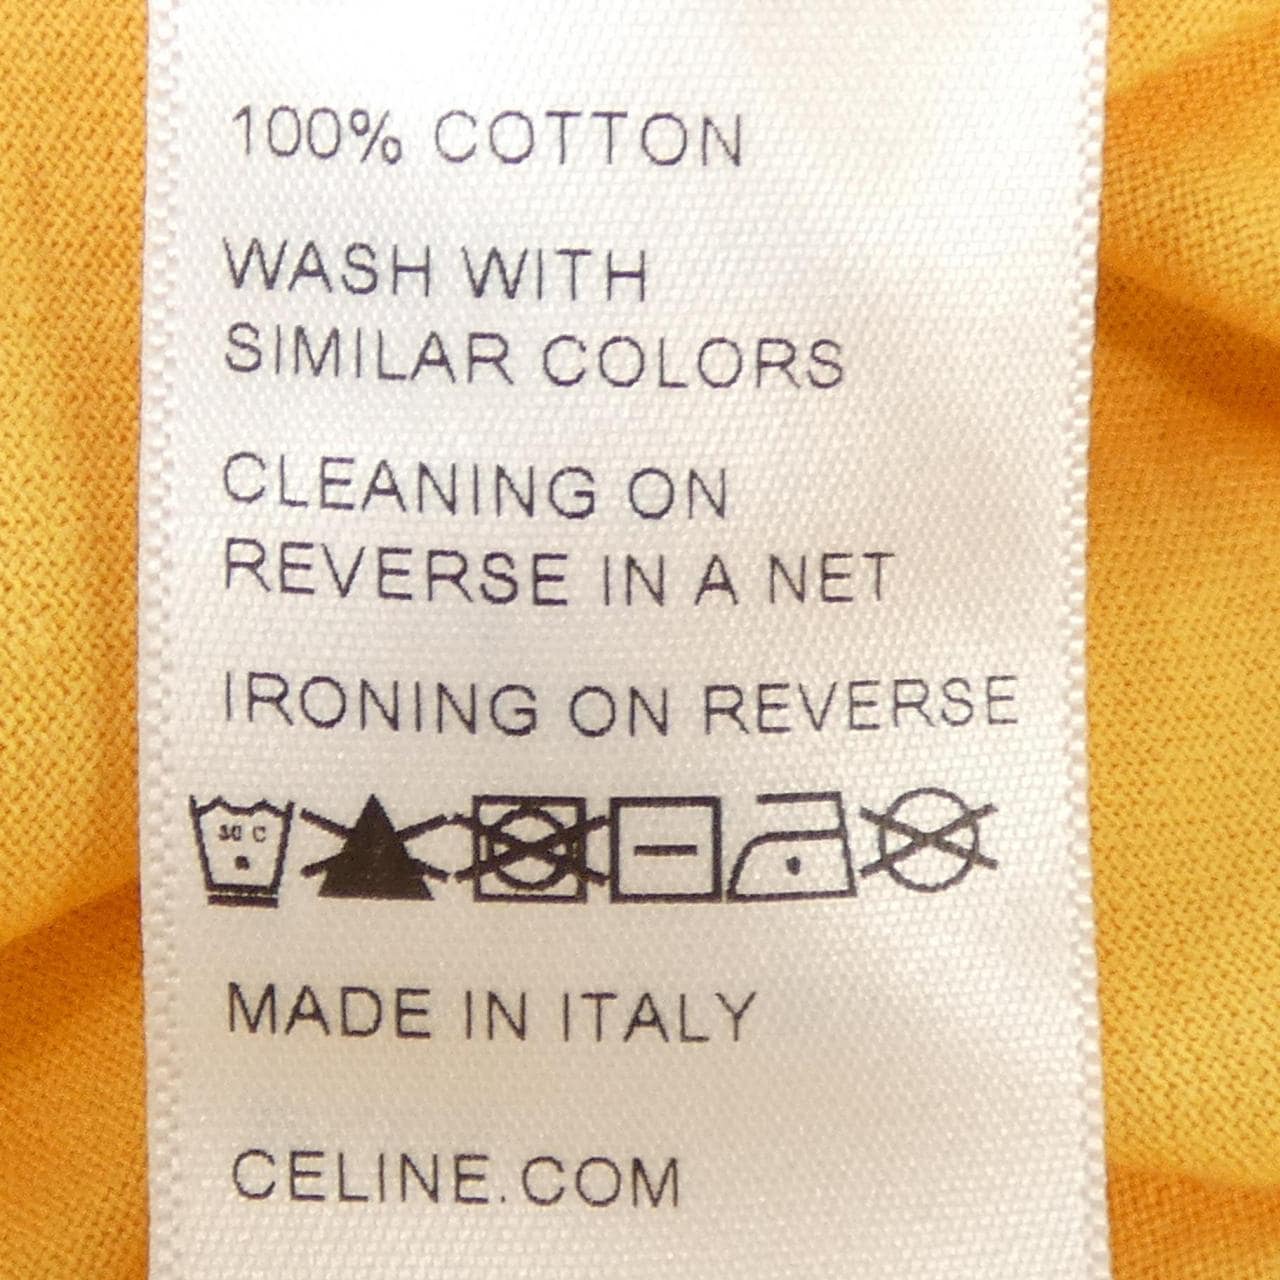 100% COTTON
WASH WITH
SIMILAR COLORS
CLEANING ON
REVERSE IN A NET
IRONING ON REVERSE
30 C
MADE IN ITALY
CELINE.COM